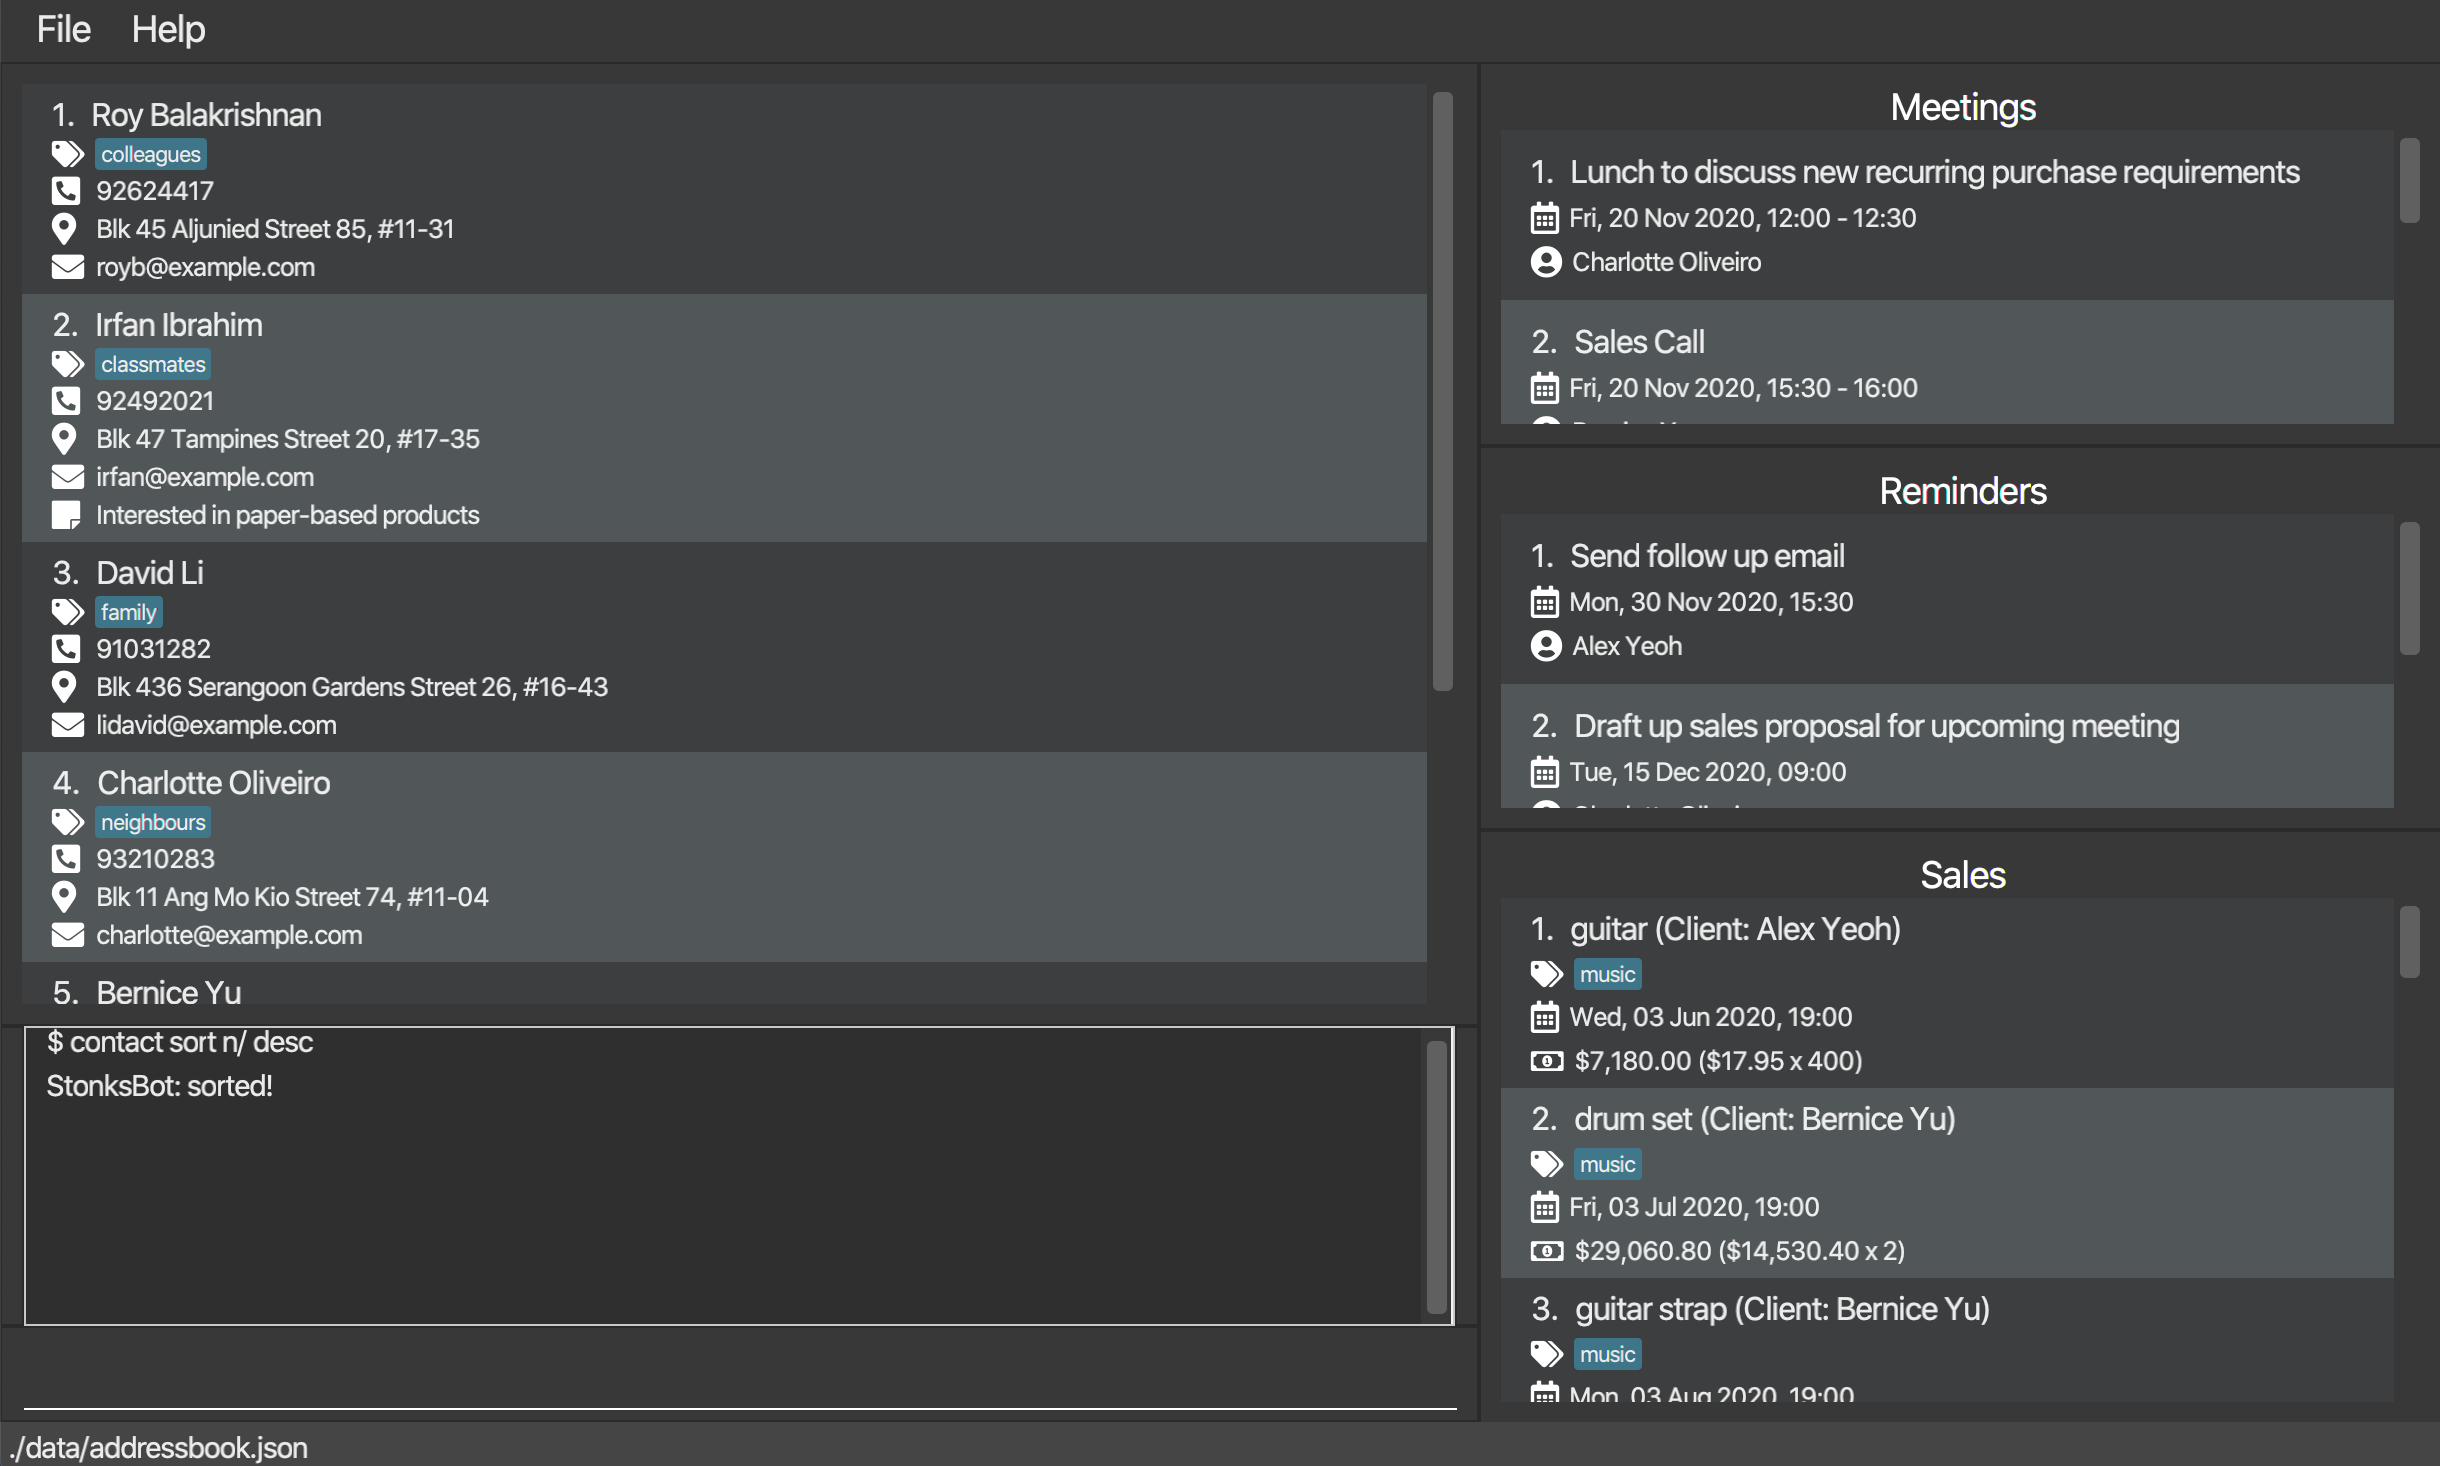 File Help
1. Roy Balakrishnan
colleagues
92624417
Blk 45 Aljunied Street 85, #11-31
royb@example.com
2. Irfan Ibrahim
classmates
92492021
Blk 47 Tampines Street 20, #17-35
irfan@example.com
Interested in paper-based products
3. David Li
family
91031282
Blk 436 Serangoon Gardens Street 26, #16-43
lidavid@example.com
4. Charlotte Oliveiro
neighbours
93210283
Blk 11 Ang Mo Kio Street 74, #11-04
charlotte@example.com
5. Bernice Yu
$ contact sort n/ desc
StonksBot: sorted!
./data/addressbook.json
Meetings
1. Lunch to discuss new recurring purchase requirements
Fri, 20 Nov 2020, 12:00 - 12:30
Charlotte Oliveiro
2. Sales Call
Fri, 20 Nov 2020, 15:30 - 16:00
Reminders
1. Send follow up email
Mon, 30 Nov 2020, 15:30
Alex Yeoh
2. Draft up sales proposal for upcoming meeting
Tue, 15 Dec 2020, 09:00
Sales
1. guitar (Client: Alex Yeoh)
music
Wed, 03 Jun 2020, 19:00
$7,180.00 ($17.95 x 400)
2. drum set (Client: Bernice Yu)
music
Fri, 03 Jul 2020, 19:00
$29,060.80 ($14,530.40 x 2)
3. guitar strap (Client: Bernice Yu)
music
Mon, 03 Aug 2020, 19:00